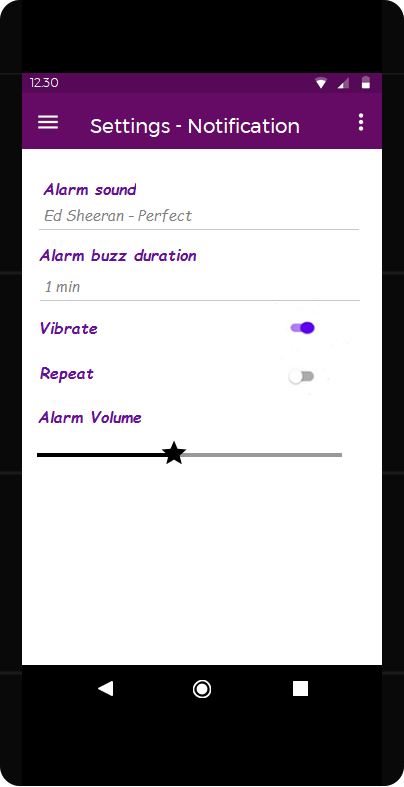 12.30
Settings - Notification
Alarm sound
Ed Sheeran - Perfect
Alarm buzz duration
1 min
Vibrate
Repeat
Alarm Volume